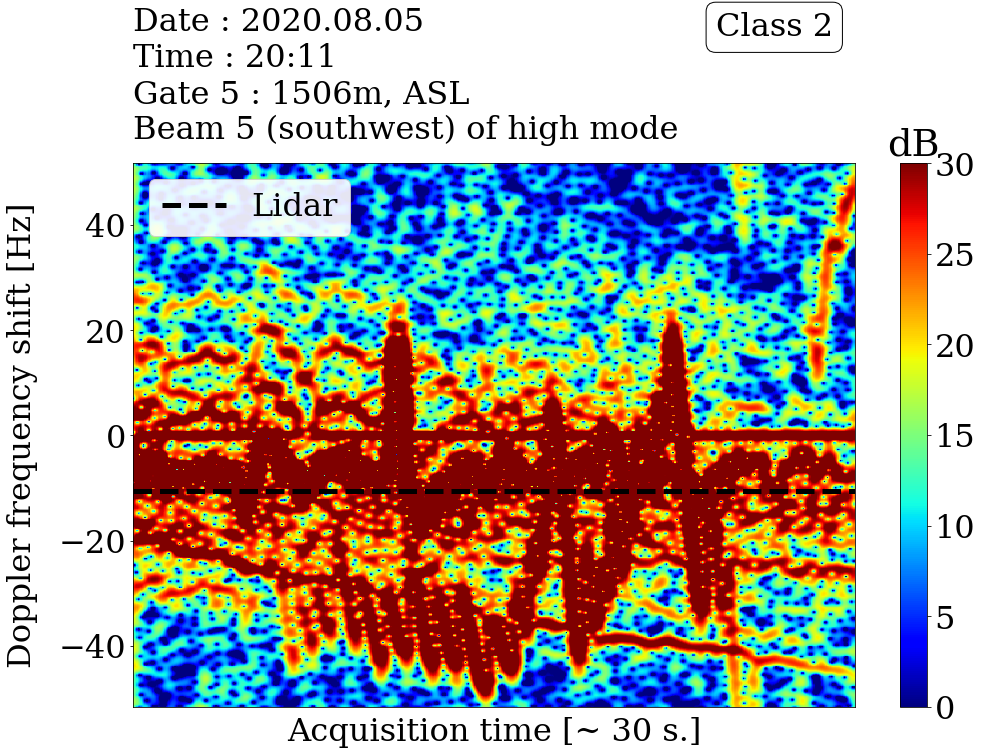 Date : 2020.08.05
Time : 20:11
Gate 5 : 1506m, ASL
Beam 5 (southwest) of high mode
Class 2
dB
Lidar
Doppler frequency shift [Hz]
40
20
0
−20
−40
30
25
20
15
10
5
0
Acquisition time [~ 30 s.]